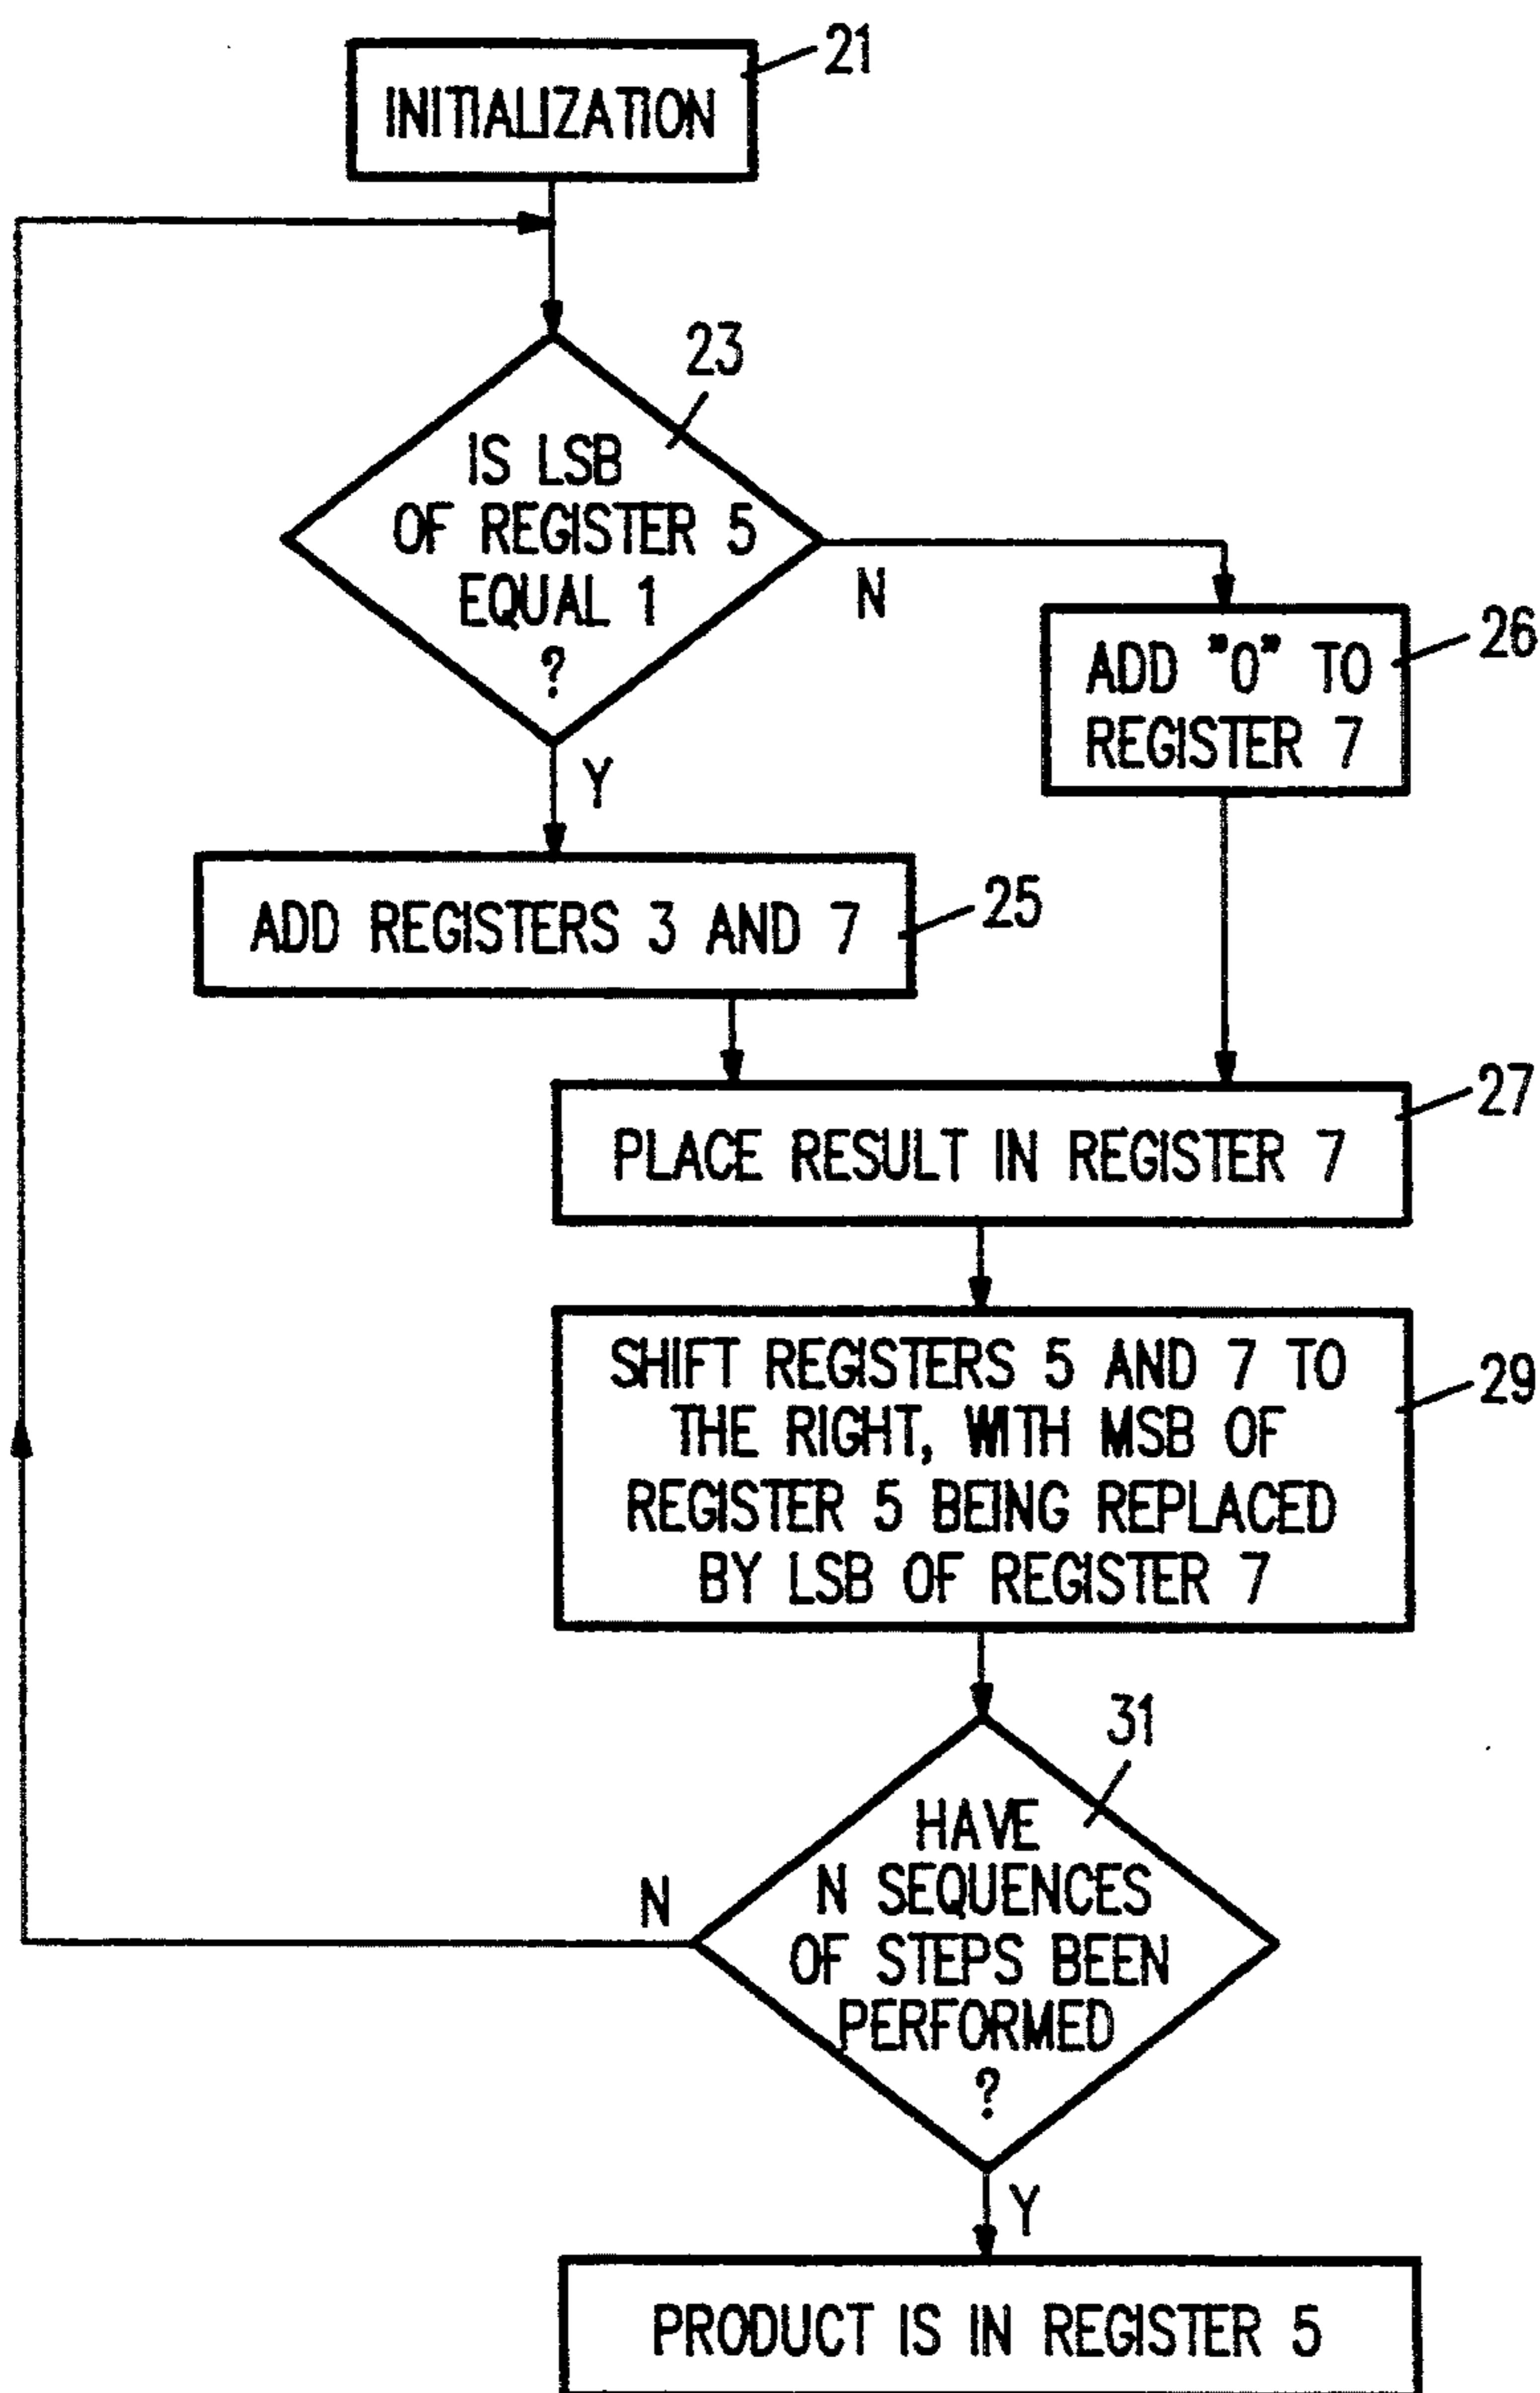 21
INITIALIZATION
23
IS LSB
OF REGISTER 5
EQUAL 1
?
N
Y
26
ADD "0" TO
REGISTER 7
25
ADD REGISTERS 3 AND 7
27
PLACE RESULT IN REGISTER 7
29
SHIFT REGISTERS 5 AND 7 TO
THE RIGHT, WITH MSB OF
REGISTER 5 BEING REPLACED
BY LSB OF REGISTER 7
31
HAVE
N SEQUENCES
OF STEPS BEEN
PERFORMED
?
N
Y
PRODUCT IS IN REGISTER 5